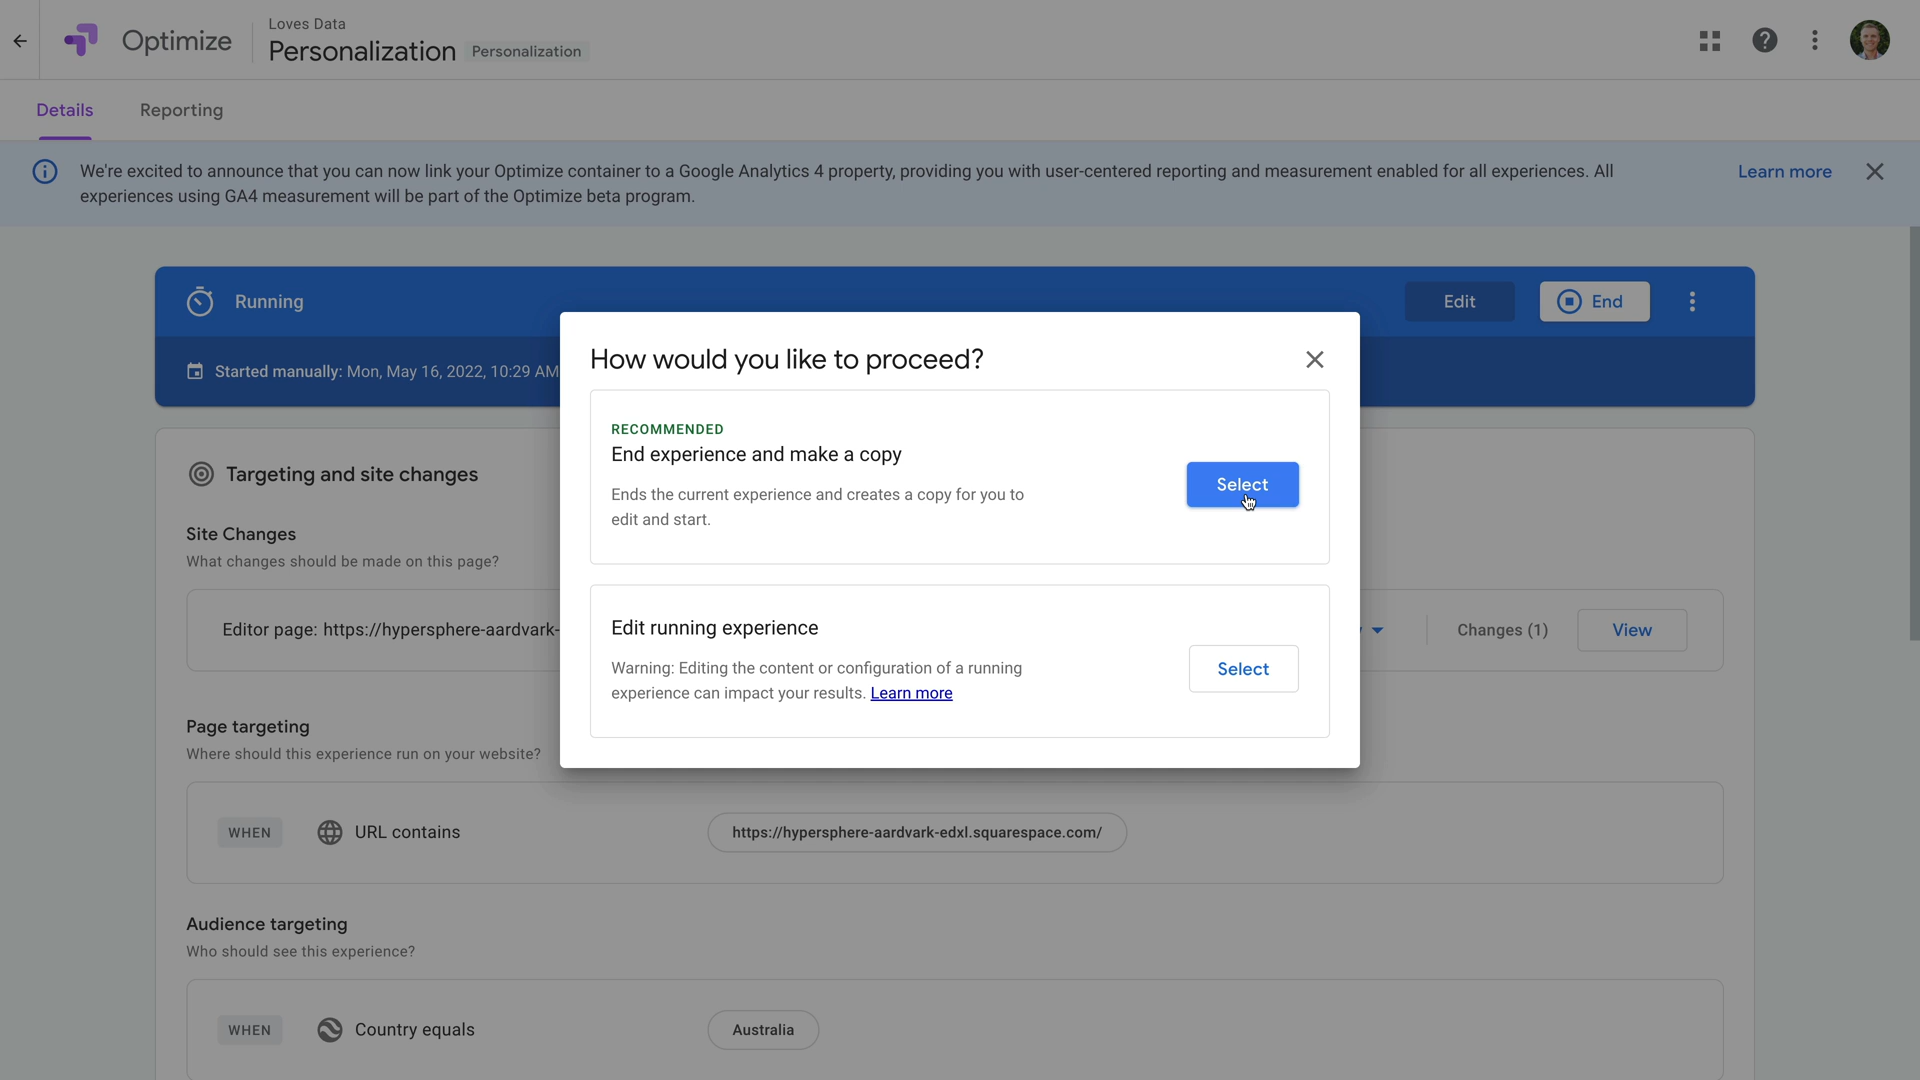 Optimize
Loves Data
Personalization Personalization
Details Reporting
We're excited to announce that you can now link your Optimize container to a Google Analytics 4 property, providing you with user-centered reporting and measurement enabled for all experiences. All
experiences using GA4 measurement will be part of the Optimize beta program.
Learn more
Running
Edit
End
Started manually: Mon, May 16, 2022, 10:29 AM
How would you like to proceed?
RECOMMENDED
End experience and make a copy
Ends the current experience and creates a copy for you to
edit and start.
Select
Edit running experience
Warning: Editing the content or configuration of a running
experience can impact your results. Learn more
Select
Targeting and site changes
Site Changes
What changes should be made on this page?
Editor page: https://hypersphere-aardvark-
Changes (1)
View
Page targeting
Where should this experience run on your website?
WHEN URL contains https://hypersphere-aardvark-edxl.squarespace.com/
Audience targeting
Who should see this experience?
WHEN Country equals Australia